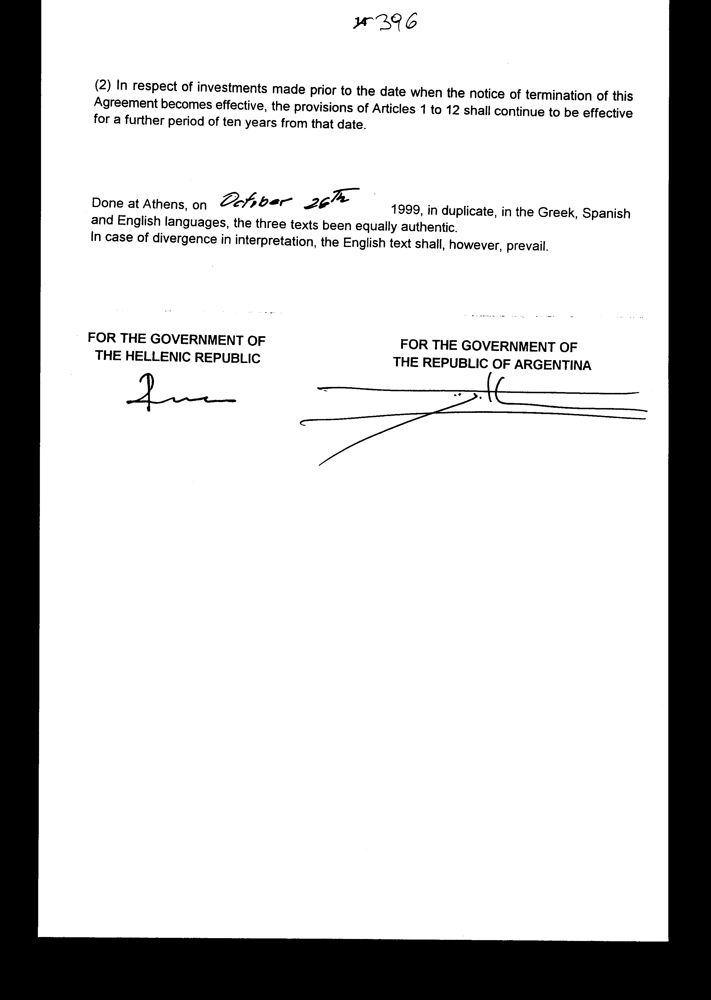 396
(2) In respect of investments made prior to the date when the notice of termination of this
Agreement becomes effective, the provisions of Articles 1 to 12 shall continue to be effective
for a further period of ten years from that date.
Done at Athens, on October 26th 1999, in duplicate, in the Greek, Spanish
and English languages, the three texts been equally authentic.
In case of divergence in interpretation, the English text shall, however, prevail.
FOR THE GOVERNMENT OF
THE HELLENIC REPUBLIC
FOR THE GOVERNMENT OF
THE REPUBLIC OF ARGENTINA